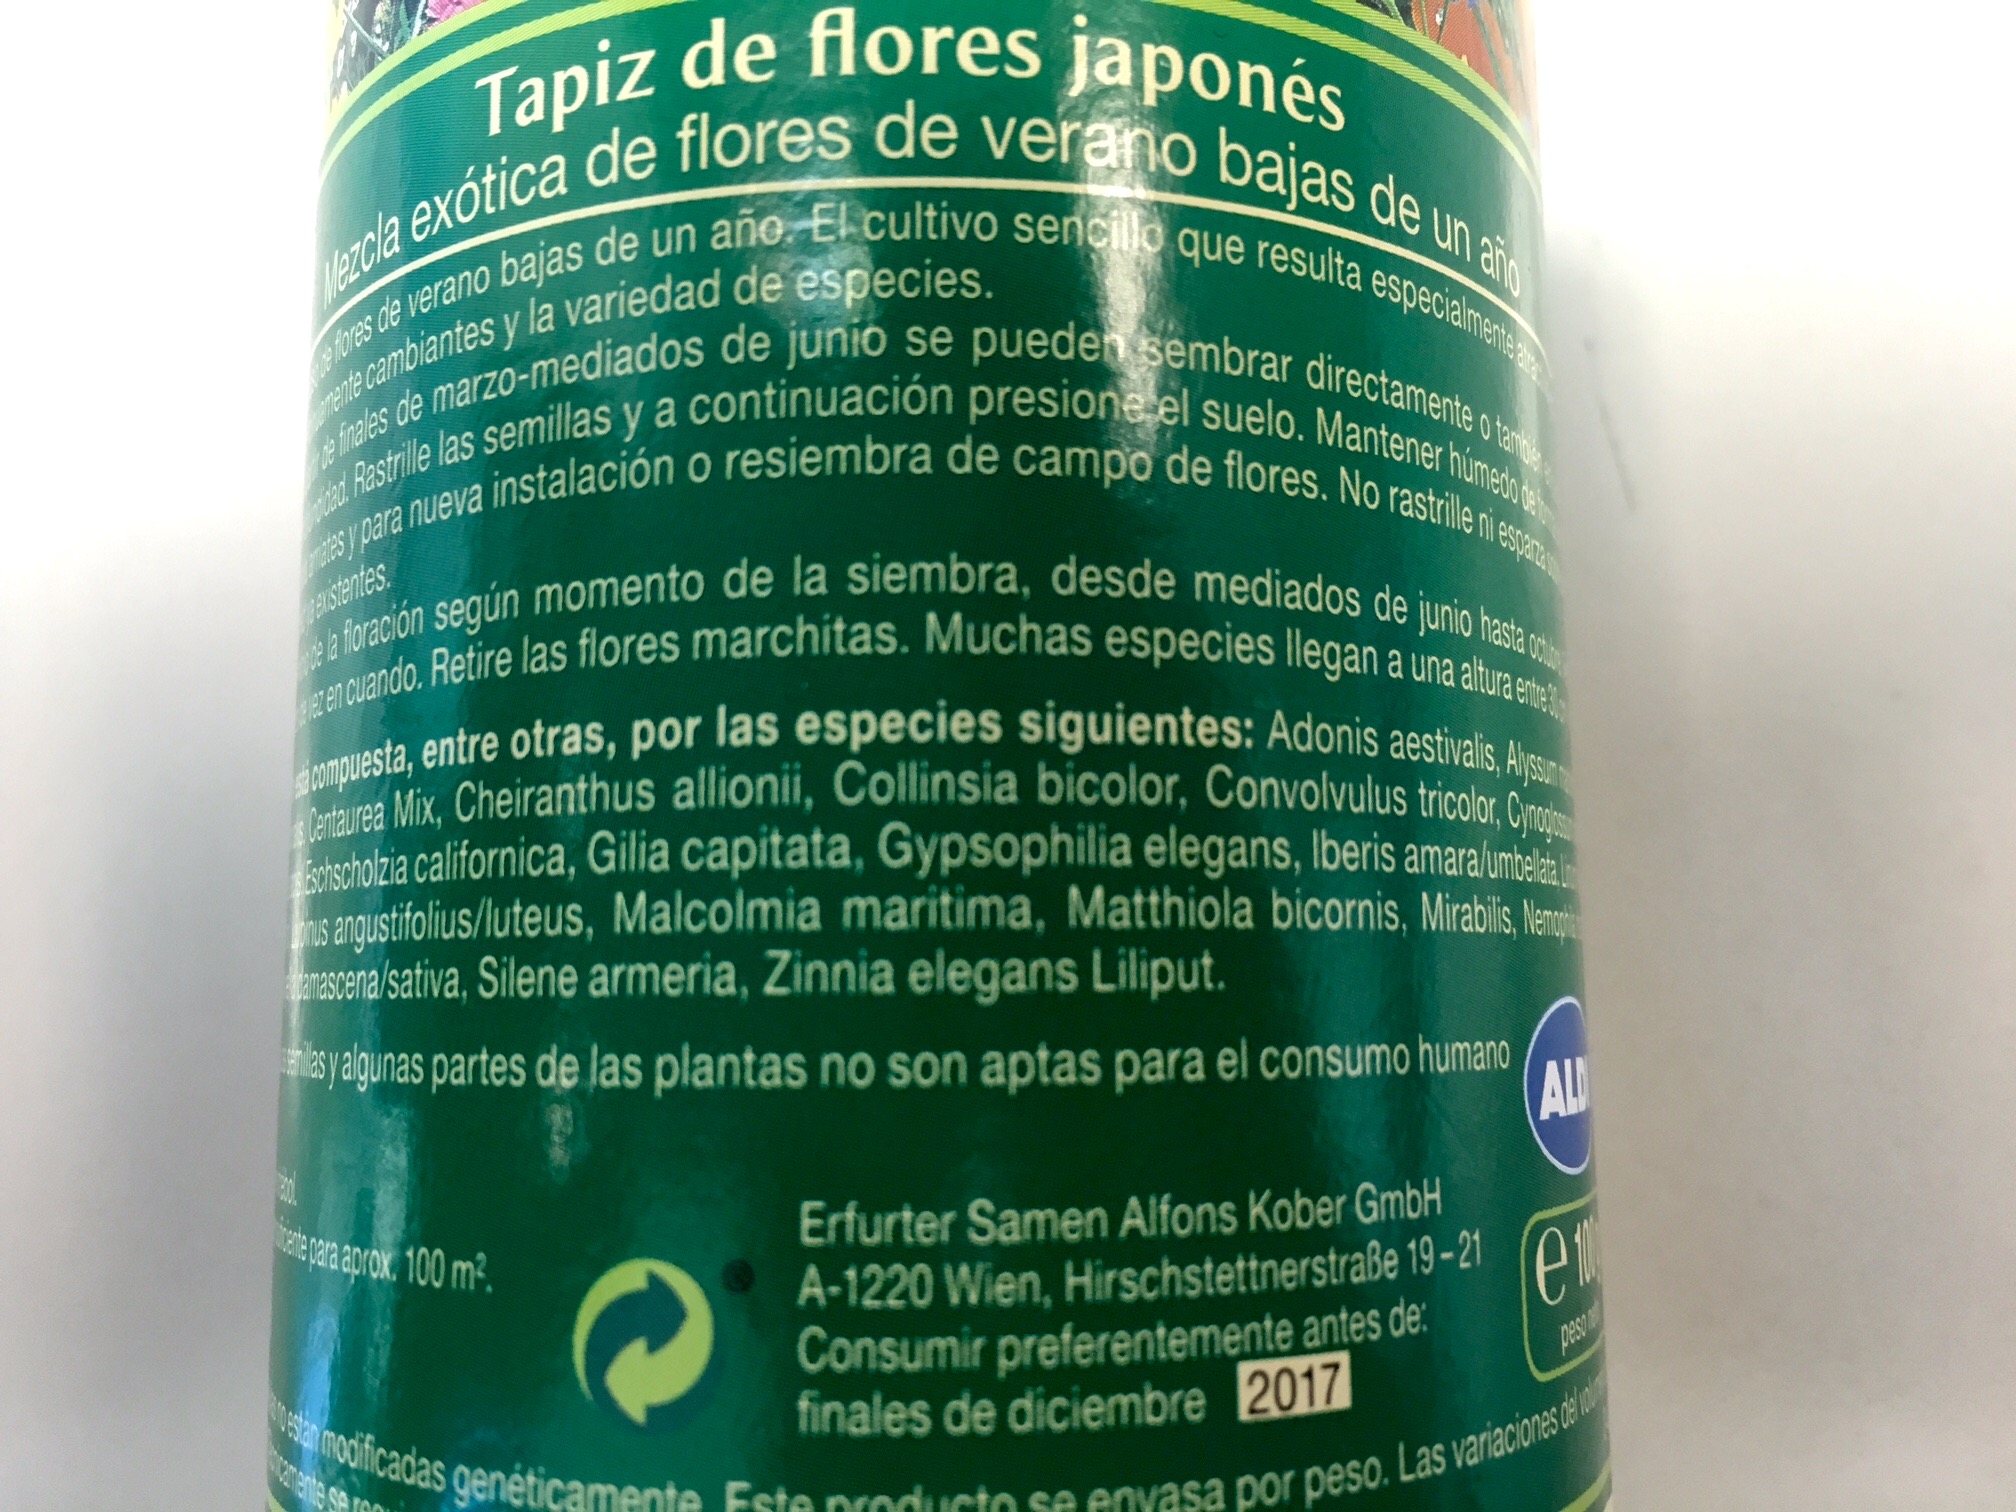 Tapiz de flores japonés
Mezcla exótica de flores de verano bajas de un año
de flores de verano bajas de un año. El cultivo sencillo que resulta especialmente
cambiantes y la variedad de especies.
de finales de marzo-mediados de junio se pueden sembrar directamente o también
Rastrille las semillas y a continuación presione el suelo. Mantener húmedo de
y para nueva instalación o resiembra de campo de flores. No rastrille ni esparza
existentes.
de la floración según momento de la siembra, desde mediados de junio hasta octubre
vez en cuando. Retire las flores marchitas. Muchas especies llegan a una altura entre 30
está compuesta, entre otras, por las especies siguientes: Adonis aestivalis, Alyssum
Centaurea Mix, Cheiranthus allionii, Collinsia bicolor, Convolvulus tricolor,
Eschscholzia californica, Gilia capitata, Gypsophilia elegans, Iberis amara/umbellata,
angustifolius/luteus, Malcolmia maritima, Matthiola bicornis, Mirabilis,
damascena/sativa, Silene armeria, Zinnia elegans Liliput.
semillas y algunas partes de las plantas no son aptas para el consumo humano
ALDI
para aprox. 100 m².
Erfurter Samen Alfons Kober GmbH
A-1220 Wien, Hirschstettnerstraße 19-21
Consumir preferentemente antes de:
finales de diciembre 2017
e 100
peso
no están modificadas genéticamente. Este producto se envasa por peso. Las variaciones del